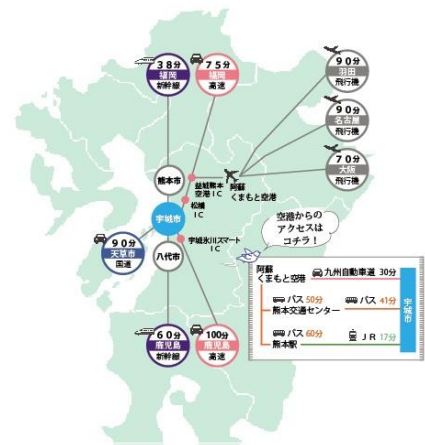 38分
福岡
新幹線
75分
福岡
高速
90分
羽田
飛行機
90分
名古屋
飛行機
70分
大阪
飛行機
熊本市
益城熊本
空港IC
松橋
IC
阿蘇
くまもと空港
宇城市
宇城氷川スマート
IC
八代市
90分
天草市
国道
60分
鹿児島
新幹線
100分
鹿児島
高速
空港からの
アクセスは
コチラ!
阿蘇
くまもと空港
九州自動車道 30分
バス 50分
熊本交通センター
バス 41分
バス 60分
熊本駅
JR 17分
宇城市